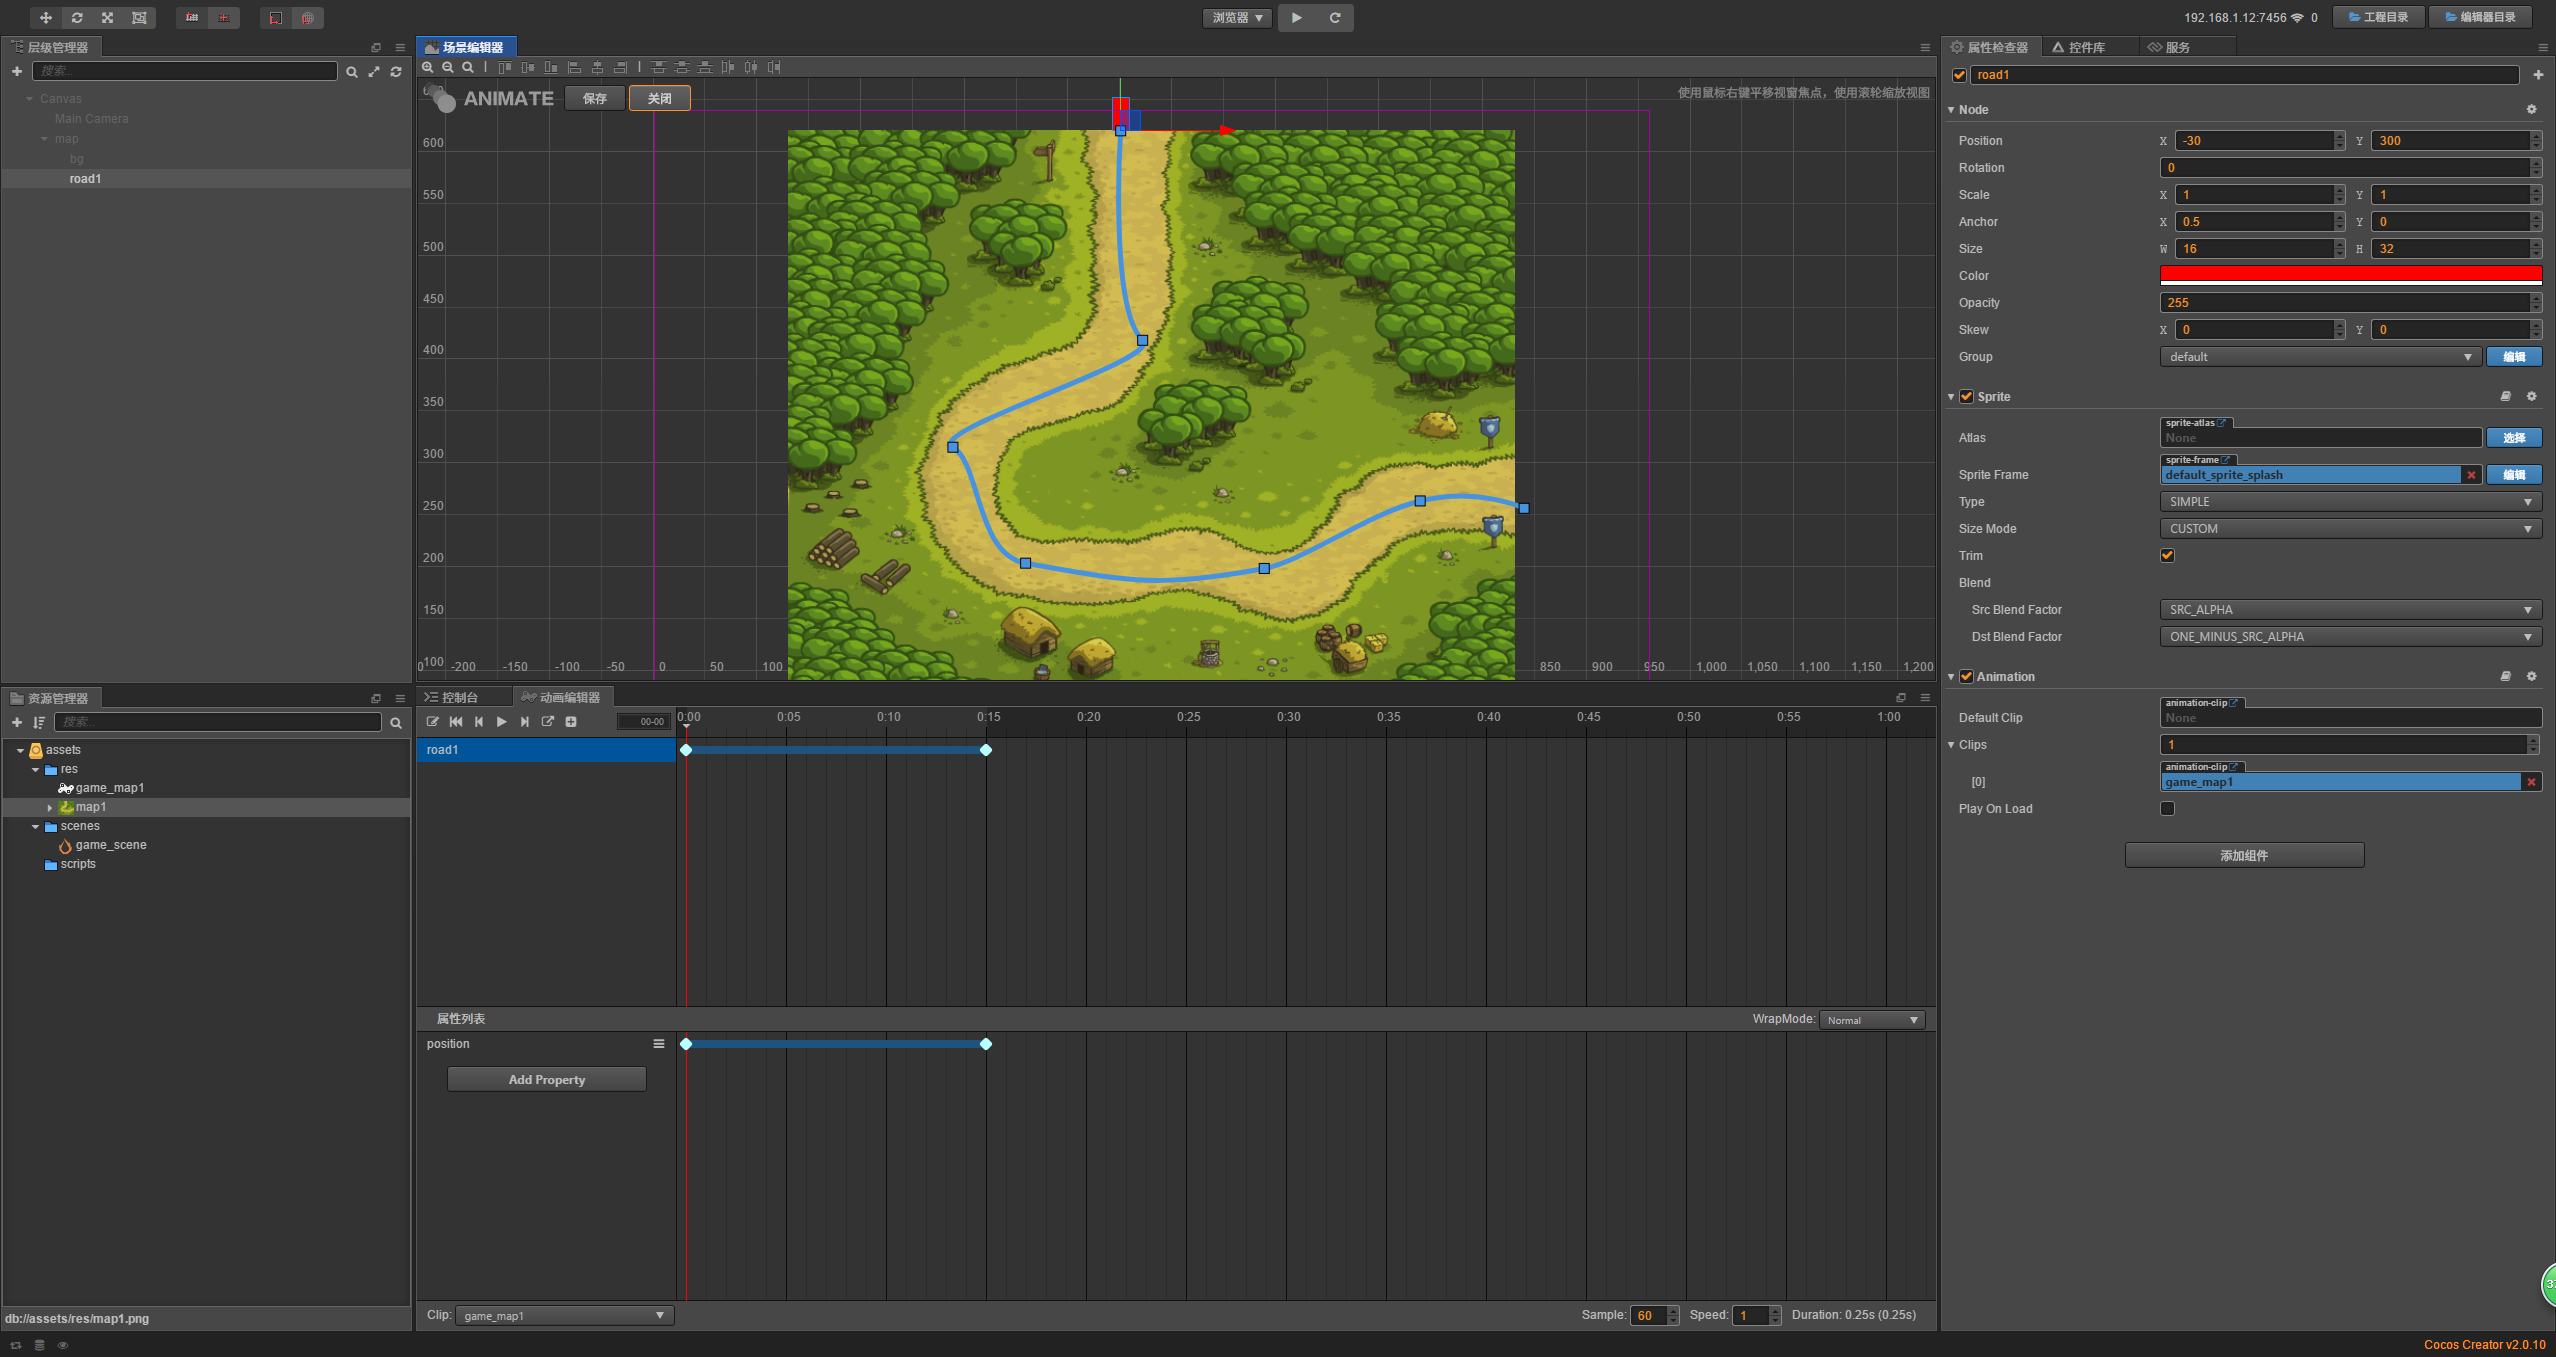 浏览器
192.168.1.12:7456 0
工程目录
编辑器目录
层级管理器
搜索...
Canvas
Main Camera
map
bg
road1
场景编辑器
ANIMATE
保存
关闭
使用鼠标右键平移视窗焦点，使用滚轮缩放视图
600
550
500
450
400
350
300
250
200
150
100
-200 -150 -100 -50 0 50 100 850 900 950 1,000 1,050 1,100 1,150 1,200
属性检查器
控件库
服务
road1
Node
Position X -30 Y 300
Rotation 0
Scale X 1 Y 1
Anchor X 0.5 Y 0
Size W 16 H 32
Color
Opacity 255
Skew X 0 Y 0
Group default 编辑
Sprite
sprite-atlas
Atlas None 选择
sprite-frame
Sprite Frame default_sprite_splash 编辑
Type SIMPLE
Size Mode CUSTOM
Trim
Blend
Src Blend Factor SRC_ALPHA
Dst Blend Factor ONE_MINUS_SRC_ALPHA
Animation
animation-clip
Default Clip None
Clips 1
animation-clip
[0] game_map1
Play On Load
添加组件
资源管理器
搜索...
assets
res
game_map1
map1
scenes
game_scene
scripts
db://assets/res/map1.png
控制台
动画编辑器
00-00
0:00 0:05 0:10 0:15 0:20 0:25 0:30 0:35 0:40 0:45 0:50 0:55 1:00
road1
属性列表
WrapMode: Normal
position
Add Property
Clip: game_map1
Sample: 60 Speed: 1 Duration: 0.25s (0.25s)
Cocos Creator v2.0.10